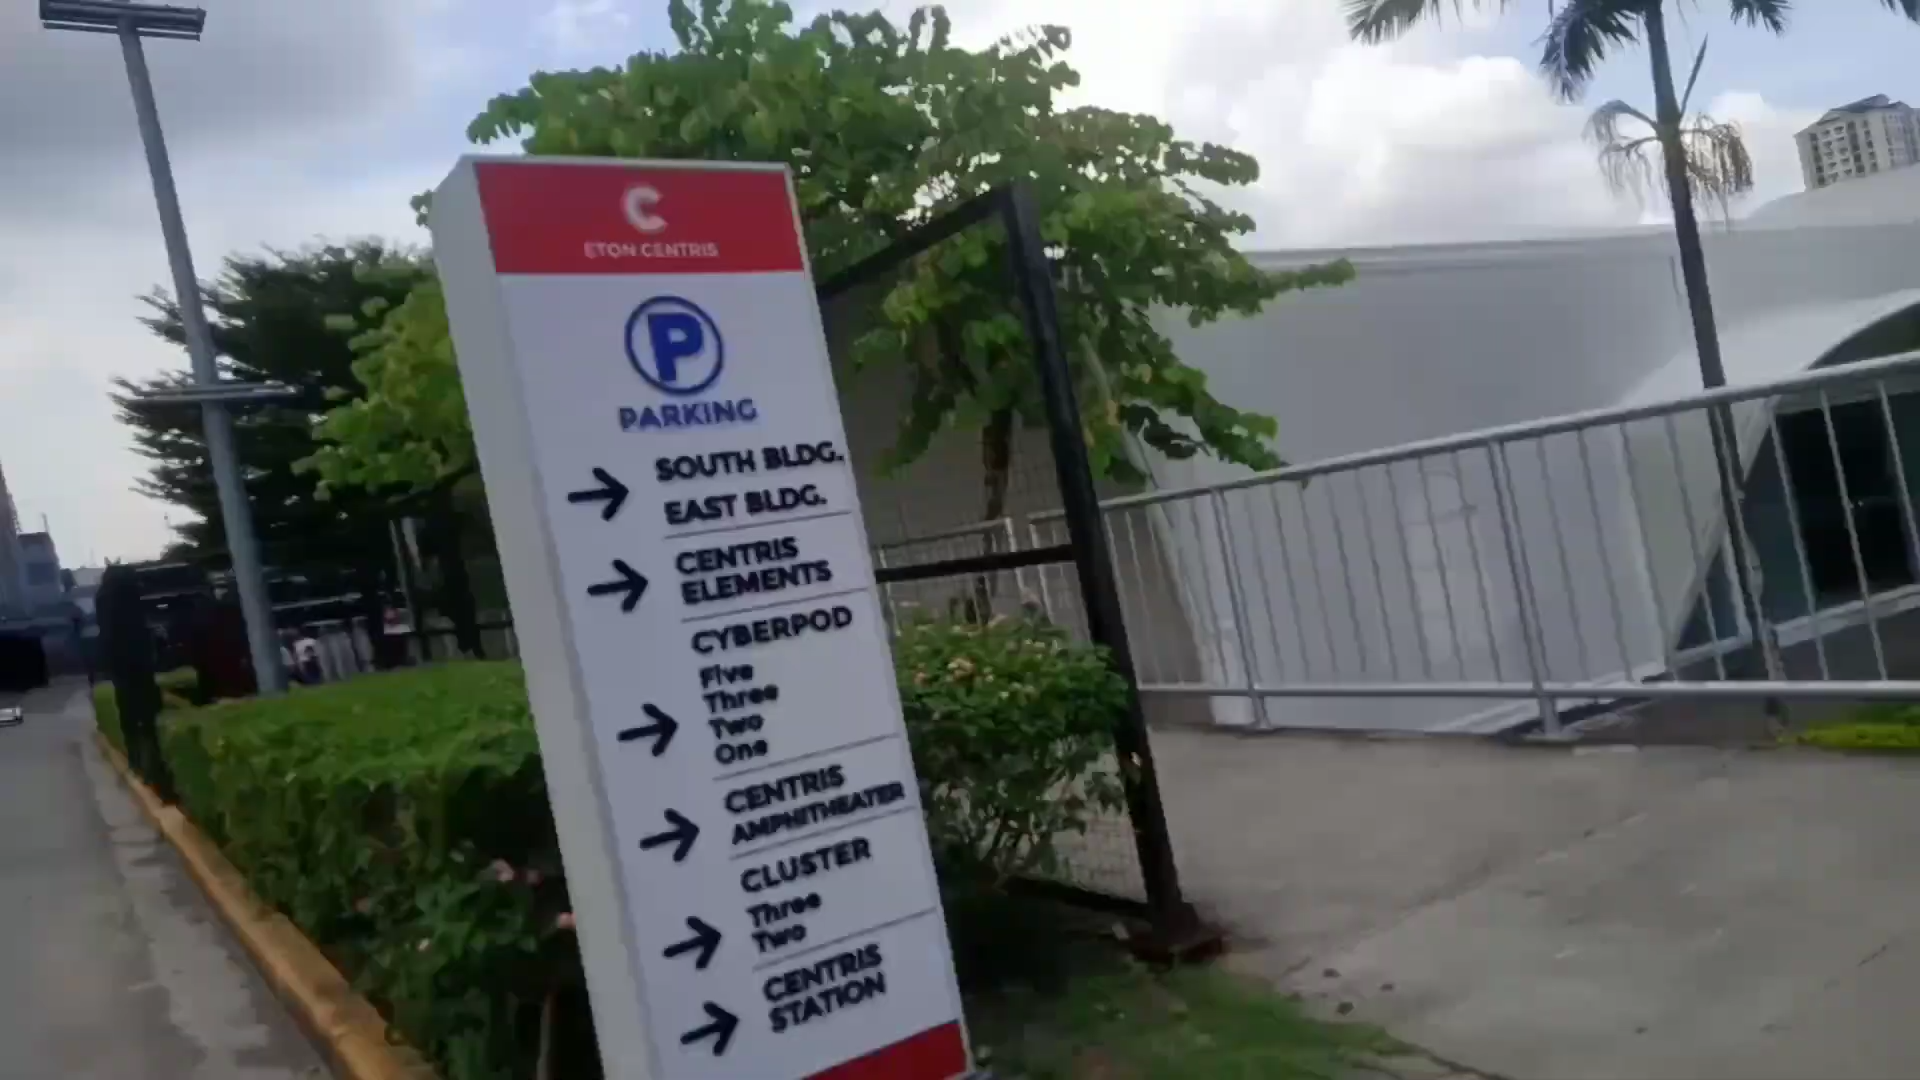 C
ETON CENTRIS
P
PARKING
SOUTH BLDG.
EAST BLDG.
CENTRIS
ELEMENTS
CYBERPOD
Five
Three
Two
One
CENTRIS
AMPHITHEATER
CLUSTER
Three
Two
CENTRIS
STATION